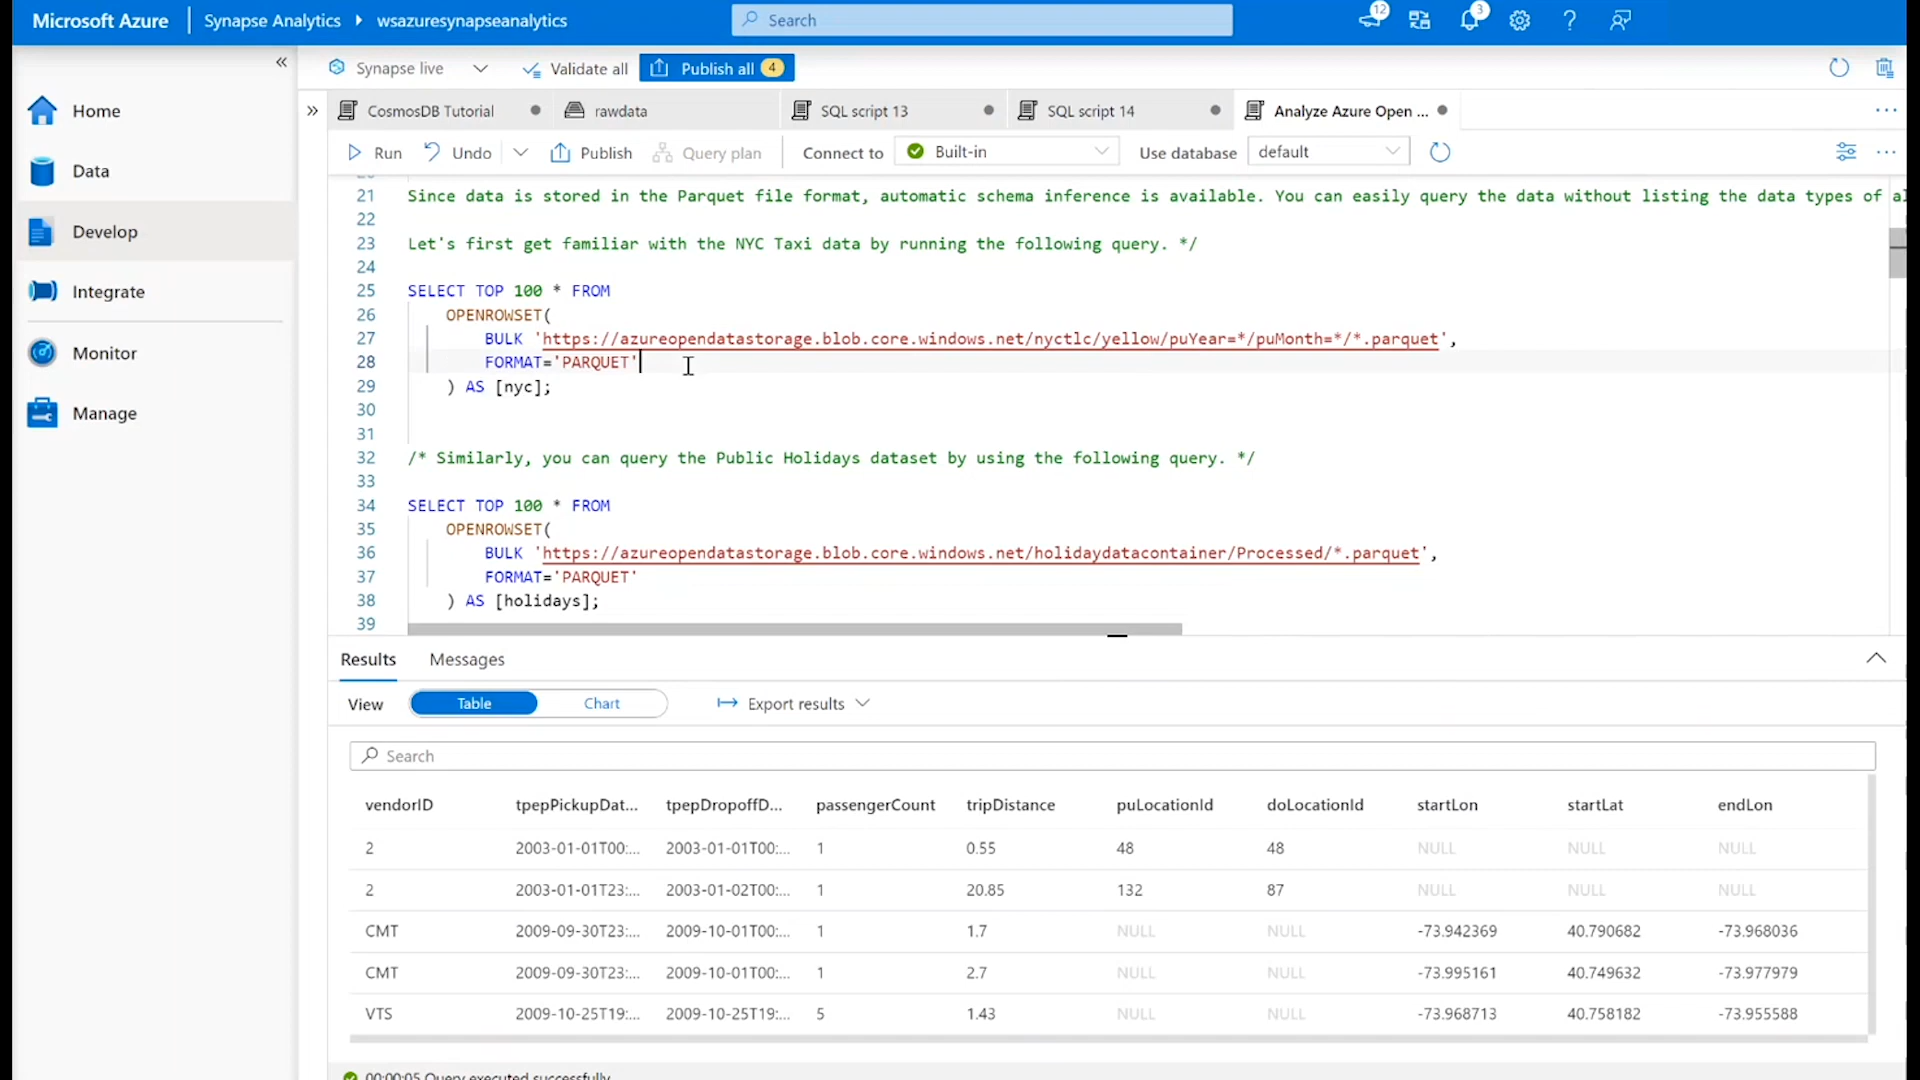 Microsoft Azure Synapse Analytics wsazuresynapseanalytics Search 12 3
« Synapse live Validate all Publish all 4
Home
Data
Develop
Integrate
Monitor
Manage
» CosmosDB Tutorial rawdata SQL script 13 SQL script 14 Analyze Azure Open ... ...
Run Undo Publish Query plan Connect to Built-in Use database default ...
21 Since data is stored in the Parquet file format, automatic schema inference is available. You can easily query the data without listing the data types of
22
23 Let's first get familiar with the NYC Taxi data by running the following query. */
24
25 SELECT TOP 100 * FROM
26 OPENROWSET(
27 BULK 'https://azureopendatastorage.blob.core.windows.net/nyctlc/yellow/puYear=*/puMonth=*/*.parquet',
28 FORMAT='PARQUET'
29 ) AS [nyc];
30
31
32 /* Similarly, you can query the Public Holidays dataset by using the following query. */
33
34 SELECT TOP 100 * FROM
35 OPENROWSET(
36 BULK 'https://azureopendatastorage.blob.core.windows.net/holidaydatacontainer/Processed/*.parquet',
37 FORMAT='PARQUET'
38 ) AS [holidays];
39
Results Messages
View Table Chart Export results
Search
vendorID tpepPickupDat... tpepDropoffD... passengerCount tripDistance puLocationId doLocationId startLon startLat endLon
2 2003-01-01T00:... 2003-01-01T00:... 1 0.55 48 48 NULL NULL NULL
2 2003-01-01T23:... 2003-01-02T00:... 1 20.85 132 87 NULL NULL NULL
CMT 2009-09-30T23:... 2009-10-01T00:... 1 1.7 NULL NULL -73.942369 40.790682 -73.968036
CMT 2009-09-30T23:... 2009-10-01T00:... 1 2.7 NULL NULL -73.995161 40.749632 -73.977979
VTS 2009-10-25T19:... 2009-10-25T19:... 5 1.43 NULL NULL -73.968713 40.758182 -73.955588
00:00:05 Query executed successfully